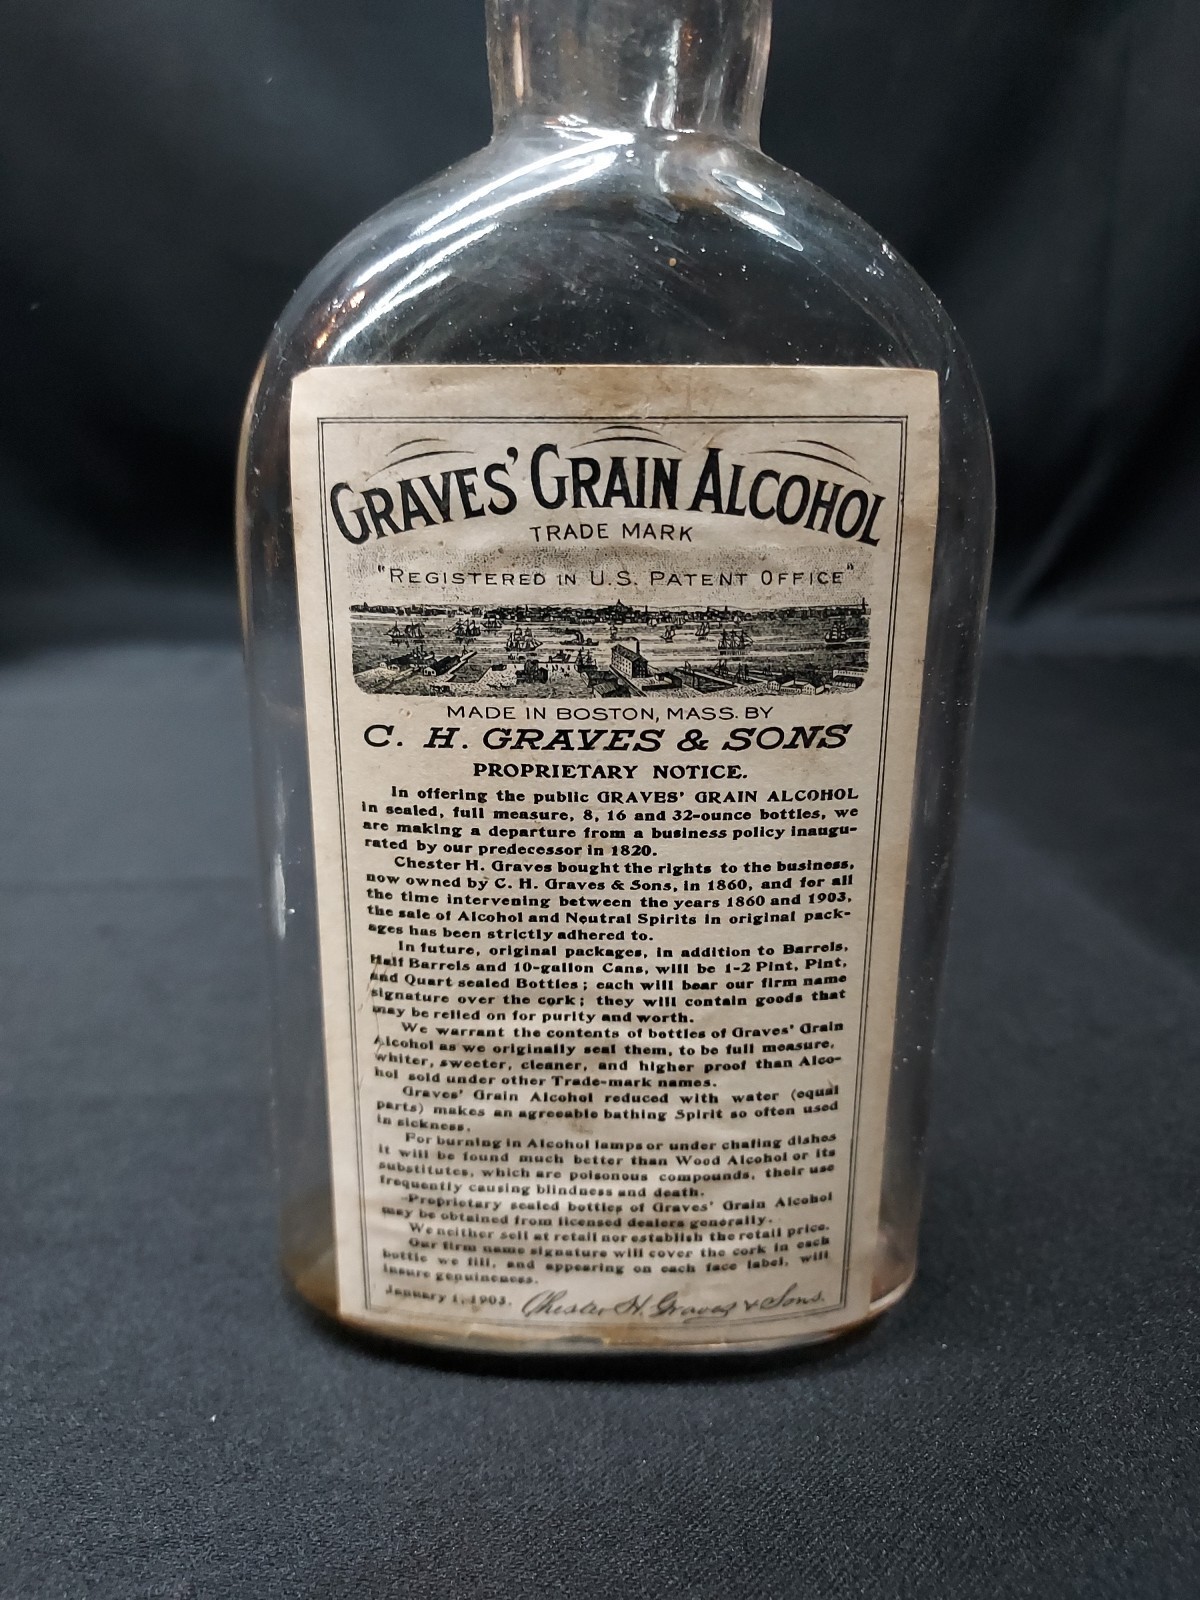 GRAVES' GRAIN ALCOHOL
TRADE MARK
"REGISTERED IN U.S. PATENT OFFICE"
MADE IN BOSTON, MASS. BY
C. H. GRAVES & SONS
PROPRIETARY NOTICE.
In offering the public GRAVES' GRAIN ALCOHOL
in sealed, full measure, 8, 16 and 32-ounce bottles, we
are making a departure from a business policy inaugu-
rated by our predecessor in 1820.
Chester H. Graves bought the rights to the business,
now owned by C. H. Graves & Sons, in 1860, and for all
the time intervening between the years 1860 and 1903,
the sale of Alcohol and Neutral Spirits in original pack-
ages has been strictly adhered to.
In future, original packages, in addition to Barrels,
Half Barrels and 10-gallon Cans, will be 1-2 Pint, Pint,
and Quart sealed Bottles; each will bear our firm name
signature over the cork; they will contain goods that
may be relied on for purity and worth.
We warrant the contents of bottles of Graves' Grain
Alcohol as we originally seal them, to be full measure,
whiter, sweeter, cleaner, and higher proof than Alco-
hol sold under other Trade-mark names.
Graves' Grain Alcohol reduced with water (equal
parts) makes an agreeable bathing Spirit so often used
in sickness.
For burning in Alcohol lamps or under chafing dishes
it will be found much better than Wood Alcohol or its
substitutes, which are poisonous compounds, their use
frequently causing blindness and death.
Proprietary sealed bottles of Graves' Grain Alcohol
may be obtained from licensed dealers generally.
We neither sell at retail nor establish the retail price.
Our firm name signature will cover the cork in each
bottle we fill, and appearing on each face label, will
insure genuineness.
January 1, 1903. Chester H. Graves & Sons.